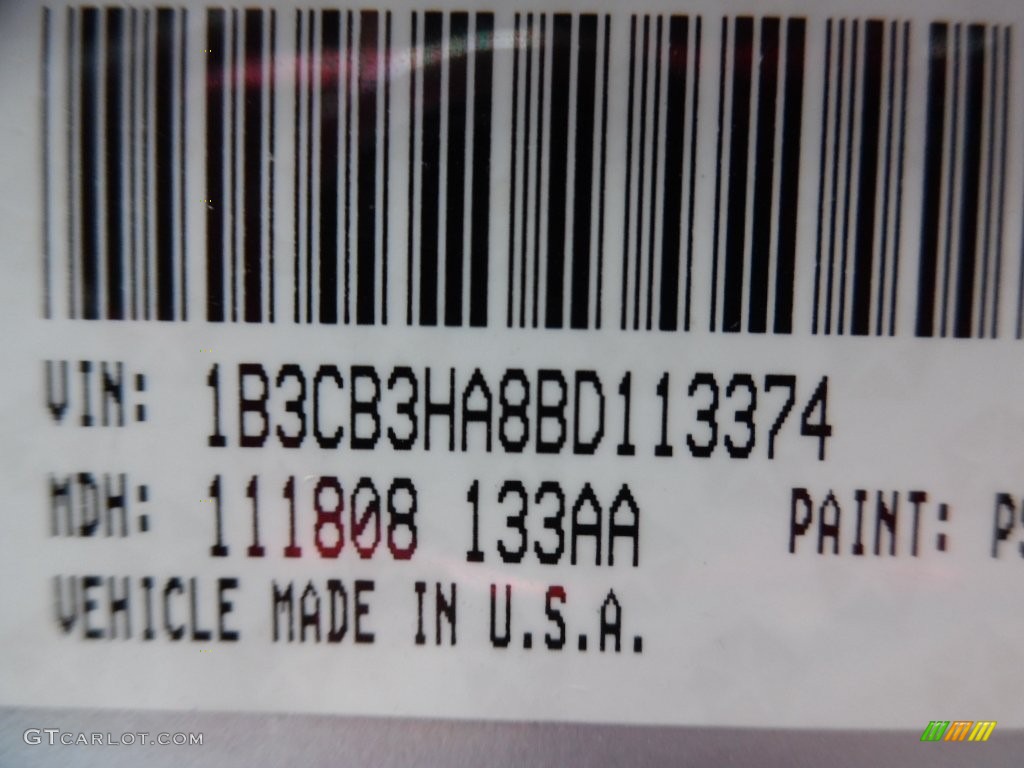 VIN: 1B3CB3HA8BD113374
MDH: 111808 133AA PAINT:
VEHICLE MADE IN U.S.A.
GTCARLOT.COM